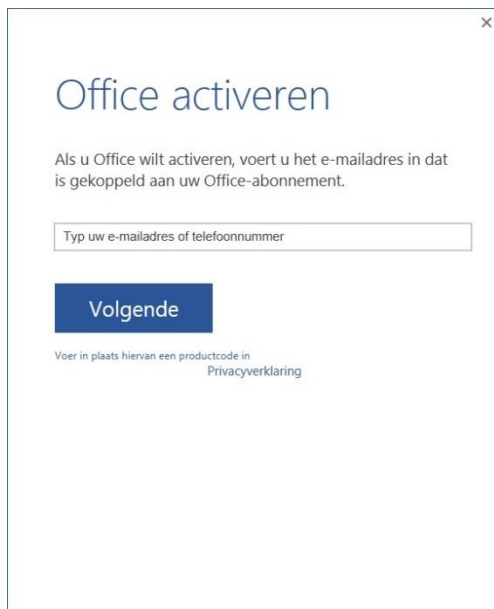 Office activeren
Als u Office wilt activeren, voert u het e-mailadres in dat
is gekoppeld aan uw Office-abonnement.
Typ uw e-mailadres of telefoonnummer
Volgende
Voer in plaats hiervan een productcode in
Privacyverklaring